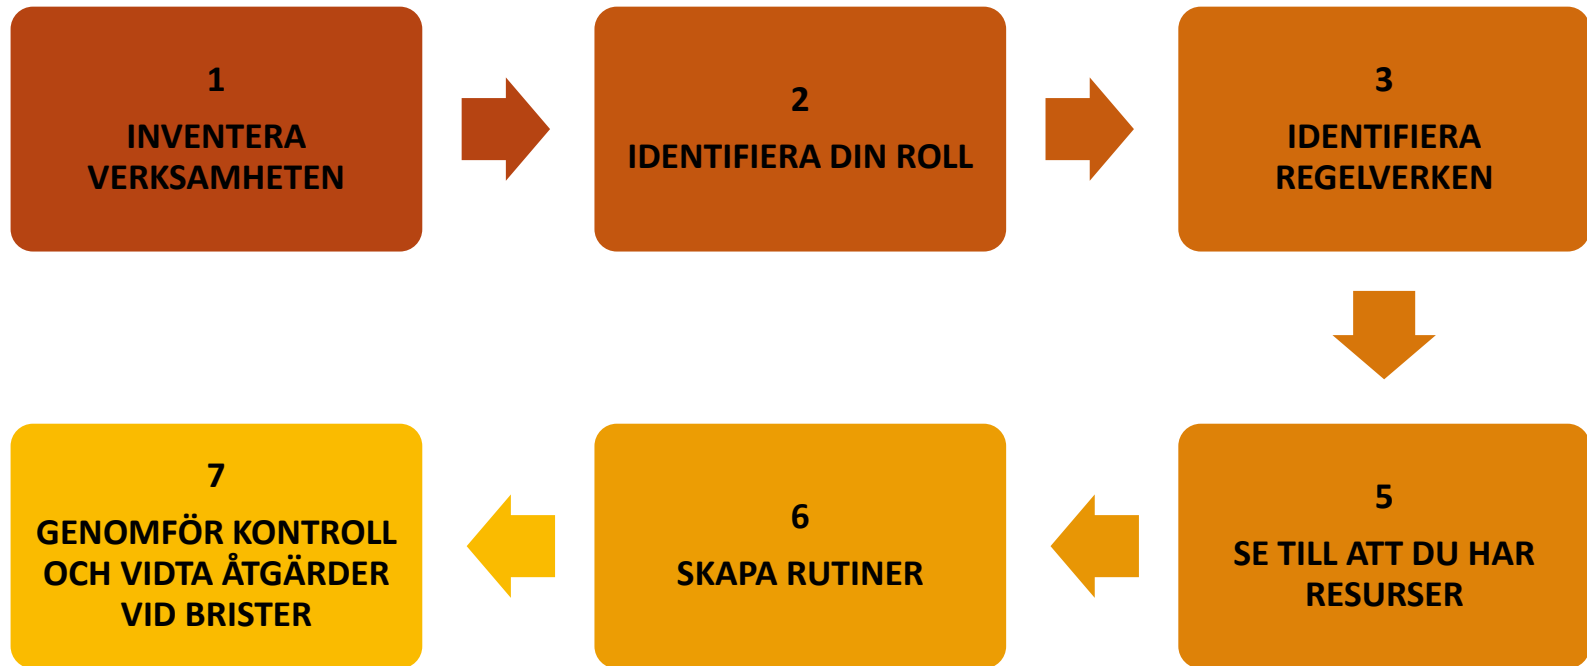 1
INVENTERA
VERKSAMHETEN
2
IDENTIFIERA DIN ROLL
3
IDENTIFIERA
REGELVERKEN
5
SE TILL ATT DU HAR
RESURSER
6
SKAPA RUTINER
7
GENOMFÖR KONTROLL
OCH VIDTA ÅTGÄRDER
VID BRISTER